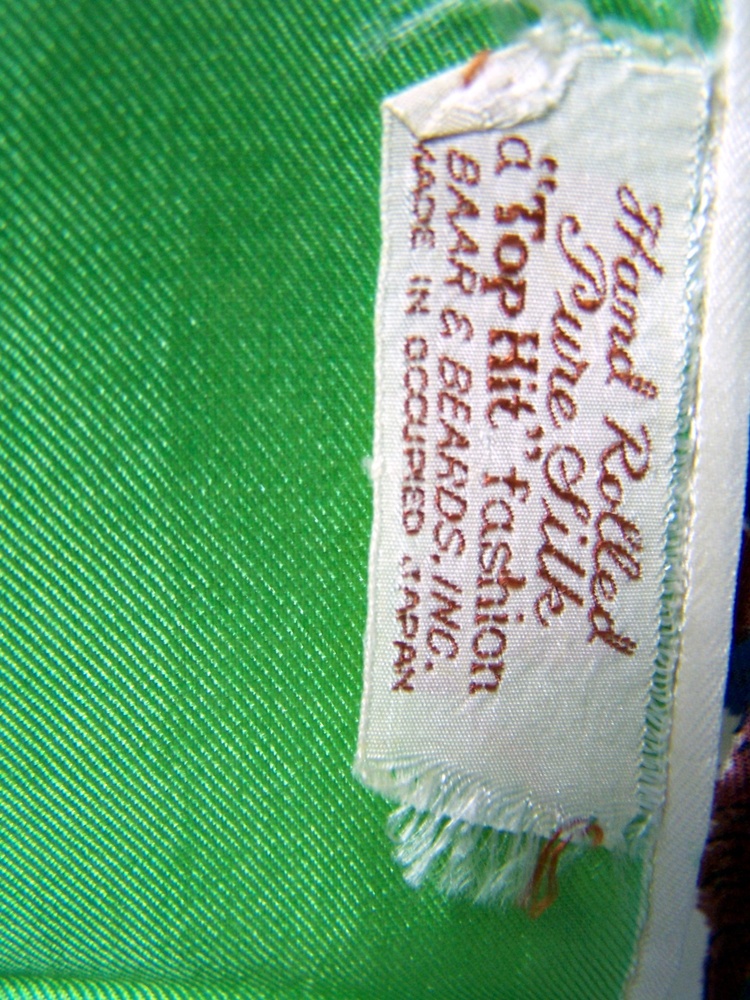 Hand Rolled
Pure Silk
a "Top Hit" fashion
BAAR & BEARDS, INC.
MADE IN OCCUPIED JAPAN